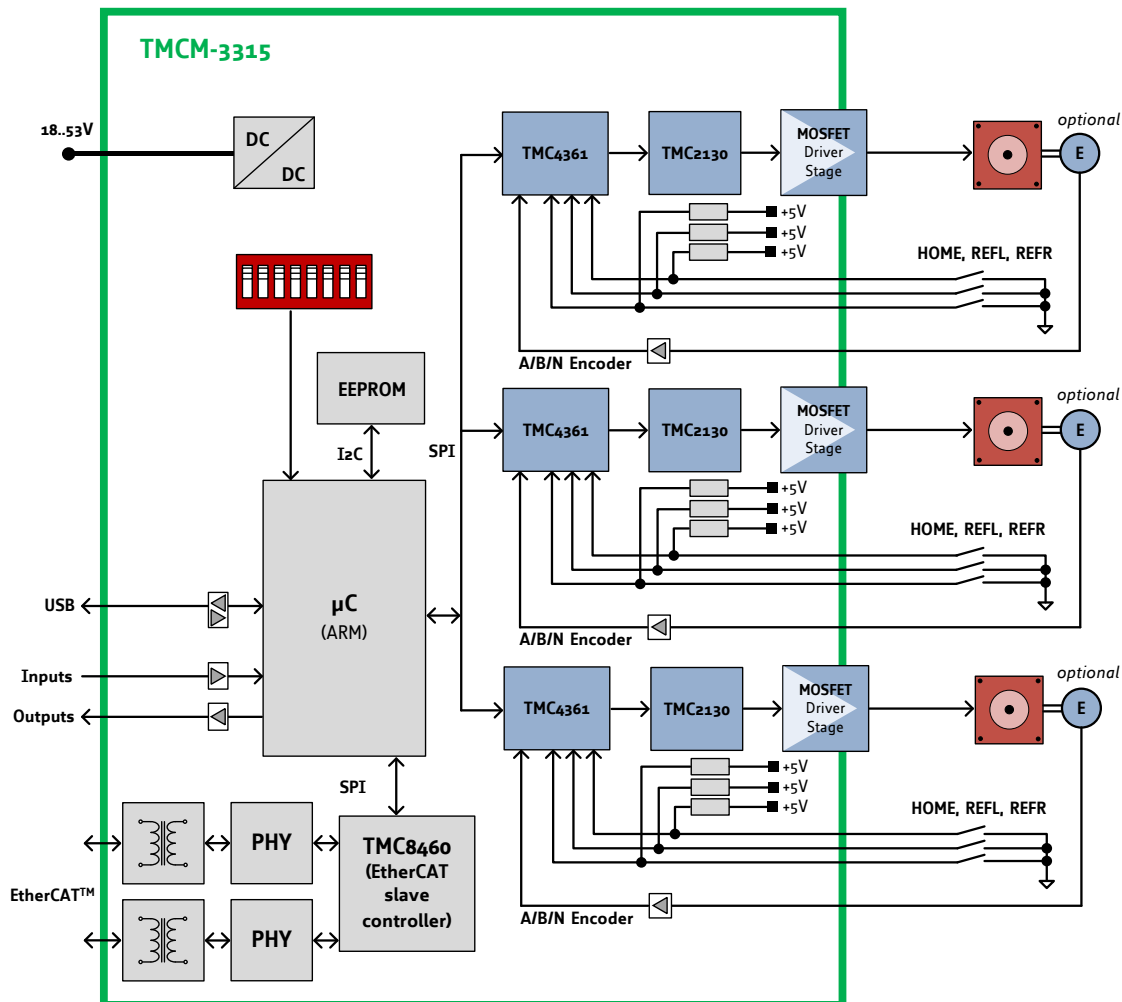 TMCM-3315
18..53V
DC
DC
TMC4361
TMC2130
MOSFET
Driver
Stage
optional
E
+5V
+5V
+5V
HOME, REFL, REFR
A/B/N Encoder
EEPROM
I2C
SPI
TMC4361
TMC2130
MOSFET
Driver
Stage
optional
E
+5V
+5V
+5V
HOME, REFL, REFR
A/B/N Encoder
µC
(ARM)
USB
Inputs
Outputs
TMC4361
TMC2130
MOSFET
Driver
Stage
optional
E
+5V
+5V
+5V
HOME, REFL, REFR
A/B/N Encoder
SPI
PHY
TMC8460
(EtherCAT
slave
controller)
EtherCAT™
PHY